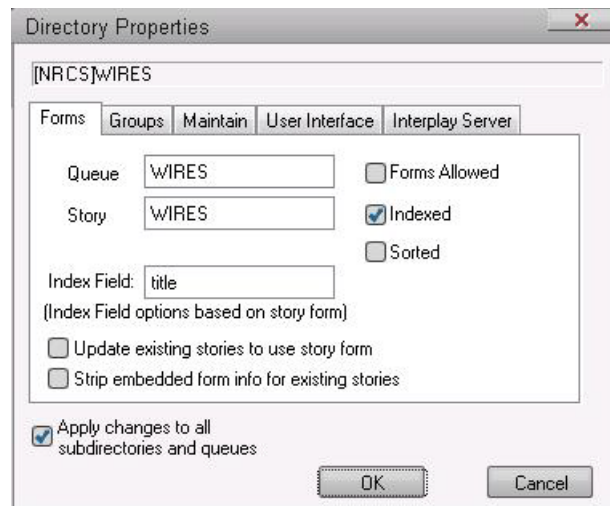 Directory Properties
[NRCS]WIRES
Forms Groups Maintain User Interface Interplay Server
Queue WIRES Forms Allowed
Story WIRES Indexed
Sorted
Index Field: title
(Index Field options based on story form)
Update existing stories to use story form
Strip embedded form info for existing stories
Apply changes to all
subdirectories and queues
OK Cancel